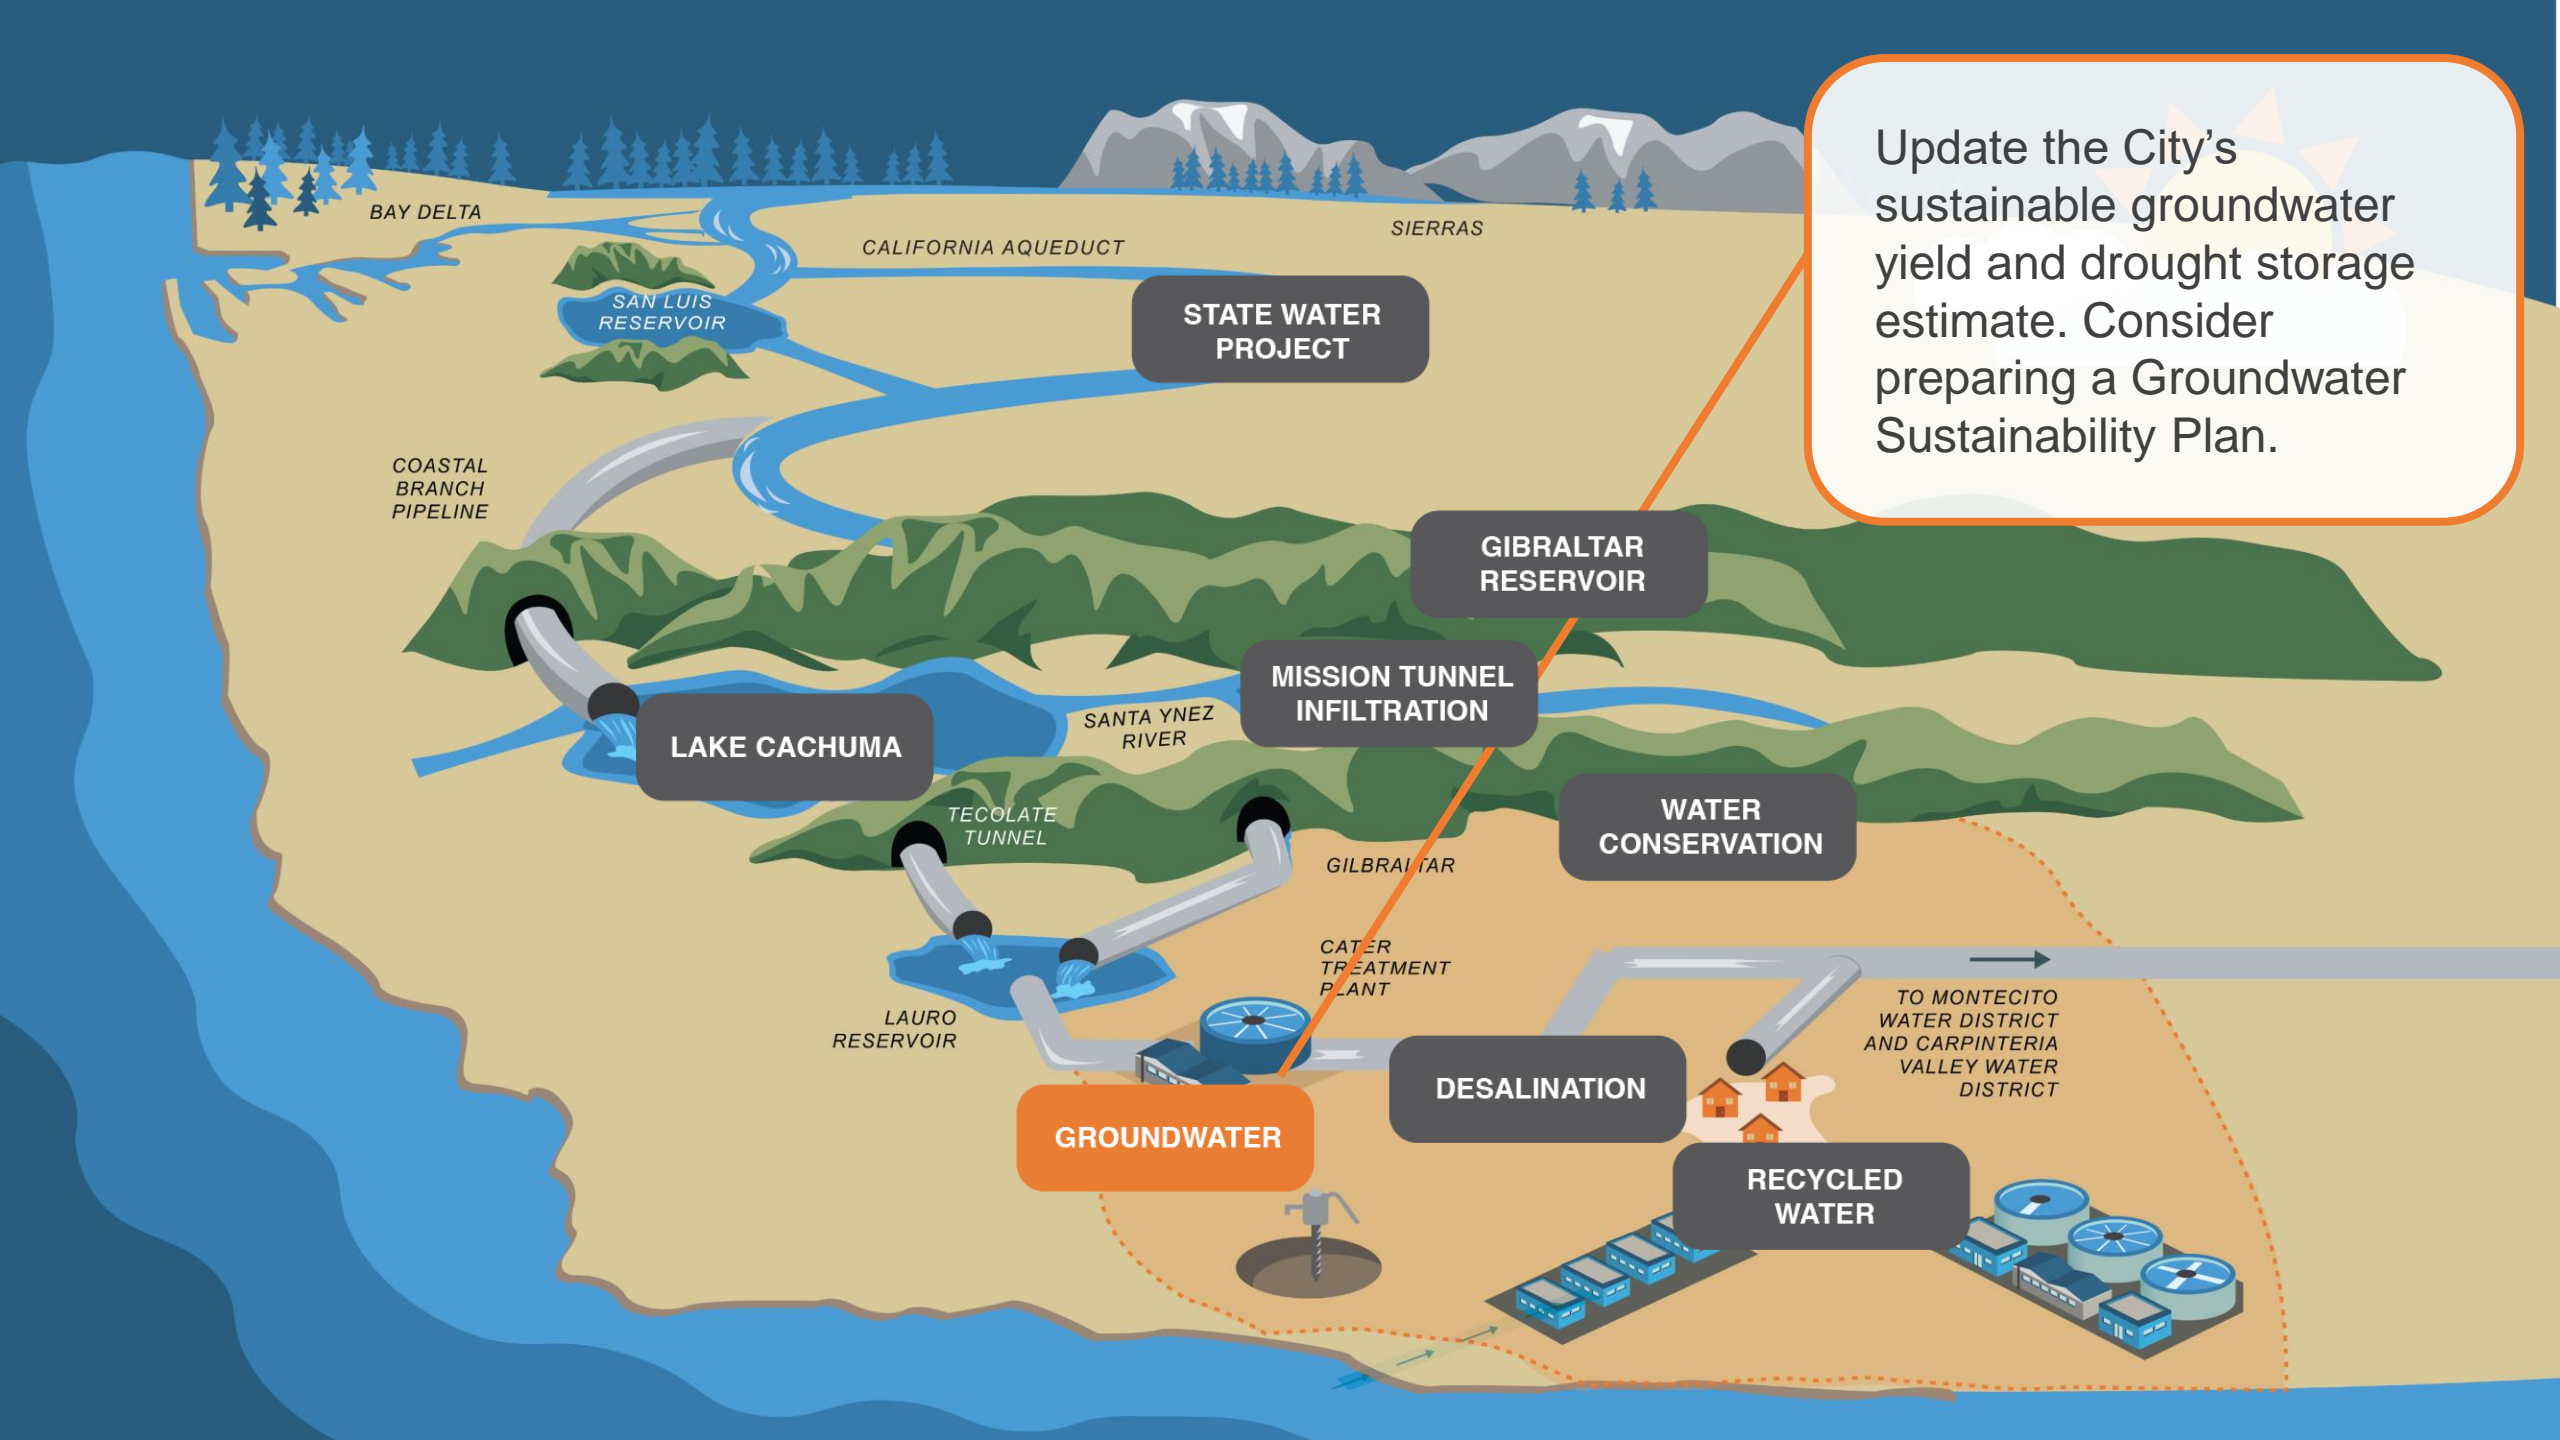 Update the City’s
sustainable groundwater
yield and drought storage
estimate. Consider
preparing a Groundwater
Sustainability Plan.
BAY DELTA
SIERRAS
CALIFORNIA AQUEDUCT
SAN LUIS
RESERVOIR
STATE WATER
PROJECT
COASTAL
BRANCH
PIPELINE
GIBRALTAR
RESERVOIR
MISSION TUNNEL
INFILTRATION
SANTA YNEZ
RIVER
LAKE CACHUMA
TECOLATE
TUNNEL
WATER
CONSERVATION
GILBRALTAR
CATER
TREATMENT
PLANT
LAURO
RESERVOIR
TO MONTECITO
WATER DISTRICT
AND CARPINTERIA
VALLEY WATER
DISTRICT
DESALINATION
GROUNDWATER
RECYCLED
WATER